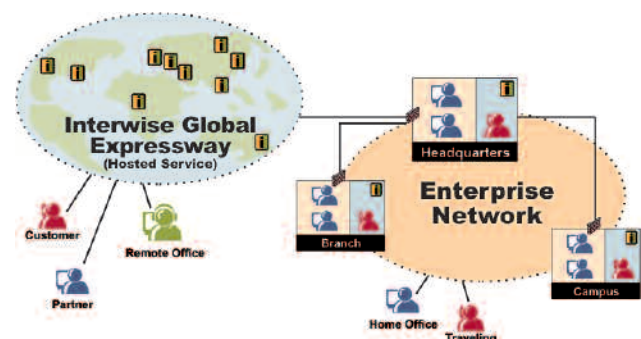 Interwise Global
Expressway
(Hosted Service)
Headquarters
Enterprise
Network
Branch
Campus
Customer
Remote Office
Partner
Home Office
Traveling
i
i
i
i
i
i
i
i
i
i
i
i
i